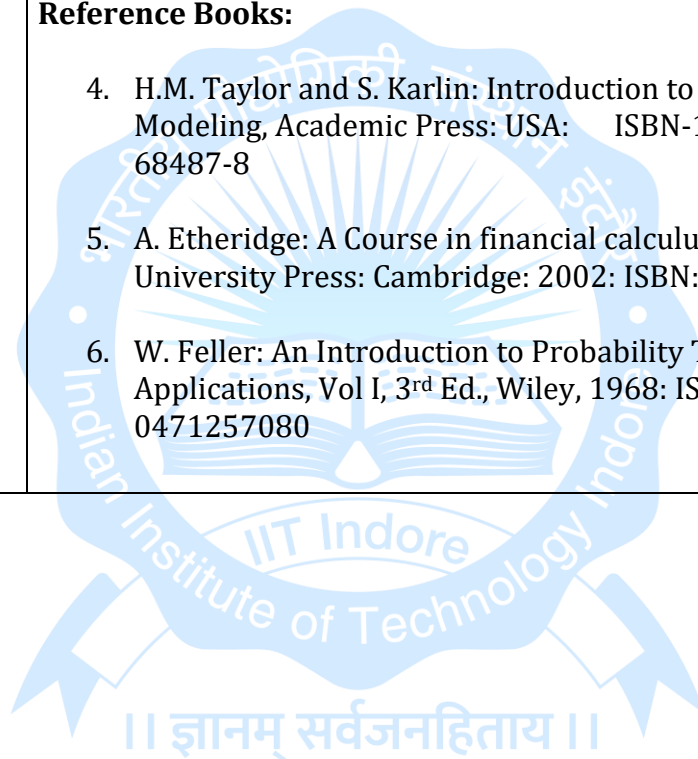 Reference Books:
4. H.M. Taylor and S. Karlin: Introduction to
Modeling, Academic Press: USA: ISBN-1
68487-8
5. A. Etheridge: A Course in financial calculu
University Press: Cambridge: 2002: ISBN:
6. W. Feller: An Introduction to Probability T
Applications, Vol I, 3rd Ed., Wiley, 1968: IS
0471257080
भारतीय प्रौद्योगिकी संस्थान इंदौर
Indian Institute of Technology Indore
IIT Indore
।। ज्ञानम् सर्वजनहिताय ।।